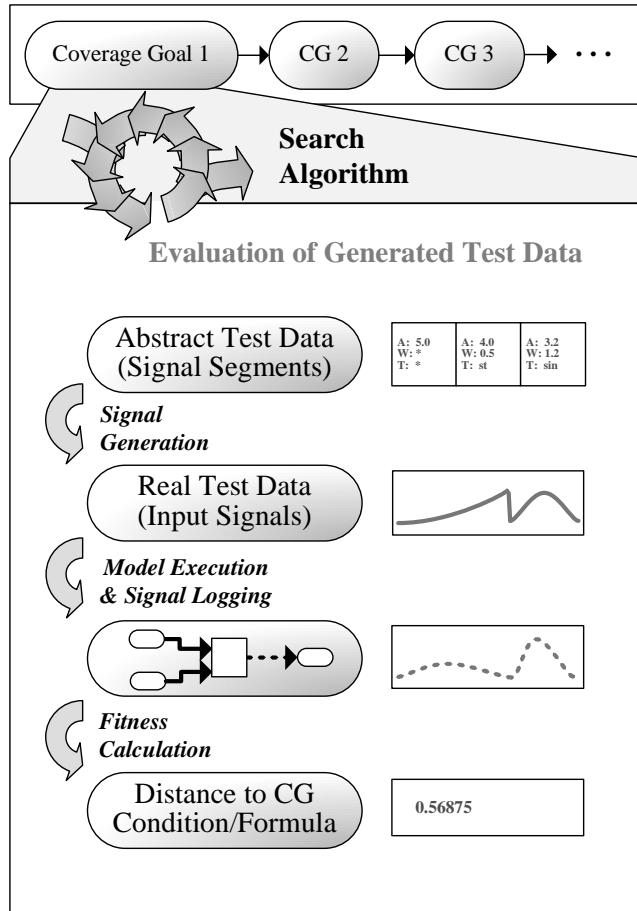 Coverage Goal 1
CG 2
CG 3
...
Search
Algorithm
Evaluation of Generated Test Data
Abstract Test Data
(Signal Segments)
A: 5.0
W: *
T: *
A: 4.0
W: 0.5
T: st
A: 3.2
W: 1.2
T: sin
Signal
Generation
Real Test Data
(Input Signals)
Model Execution
& Signal Logging
Fitness
Calculation
Distance to CG
Condition/Formula
0.56875